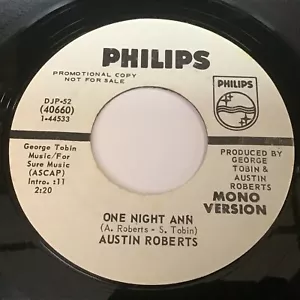 PHILIPS
PROMOTIONAL COPY
NOT FOR SALE
DJP-52
(40660)
1-44533
PHILIPS
George Tobin
Music/For
Sure Music
(ASCAP)
Intro. :11
2:20
PRODUCED BY
GEORGE
TOBIN &
AUSTIN
ROBERTS
MONO
VERSION
ONE NIGHT ANN
(A. Roberts - S. Tobin)
AUSTIN ROBERTS